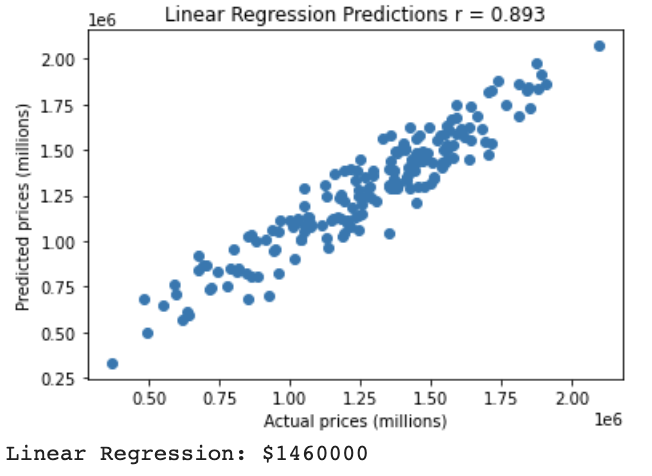 Linear Regression Predictions r = 0.893
1e6
Predicted prices (millions)
2.00
1.75
1.50
1.25
1.00
0.75
0.50
0.25
0.50 0.75 1.00 1.25 1.50 1.75 2.00
1e6
Actual prices (millions)
Linear Regression: $1460000